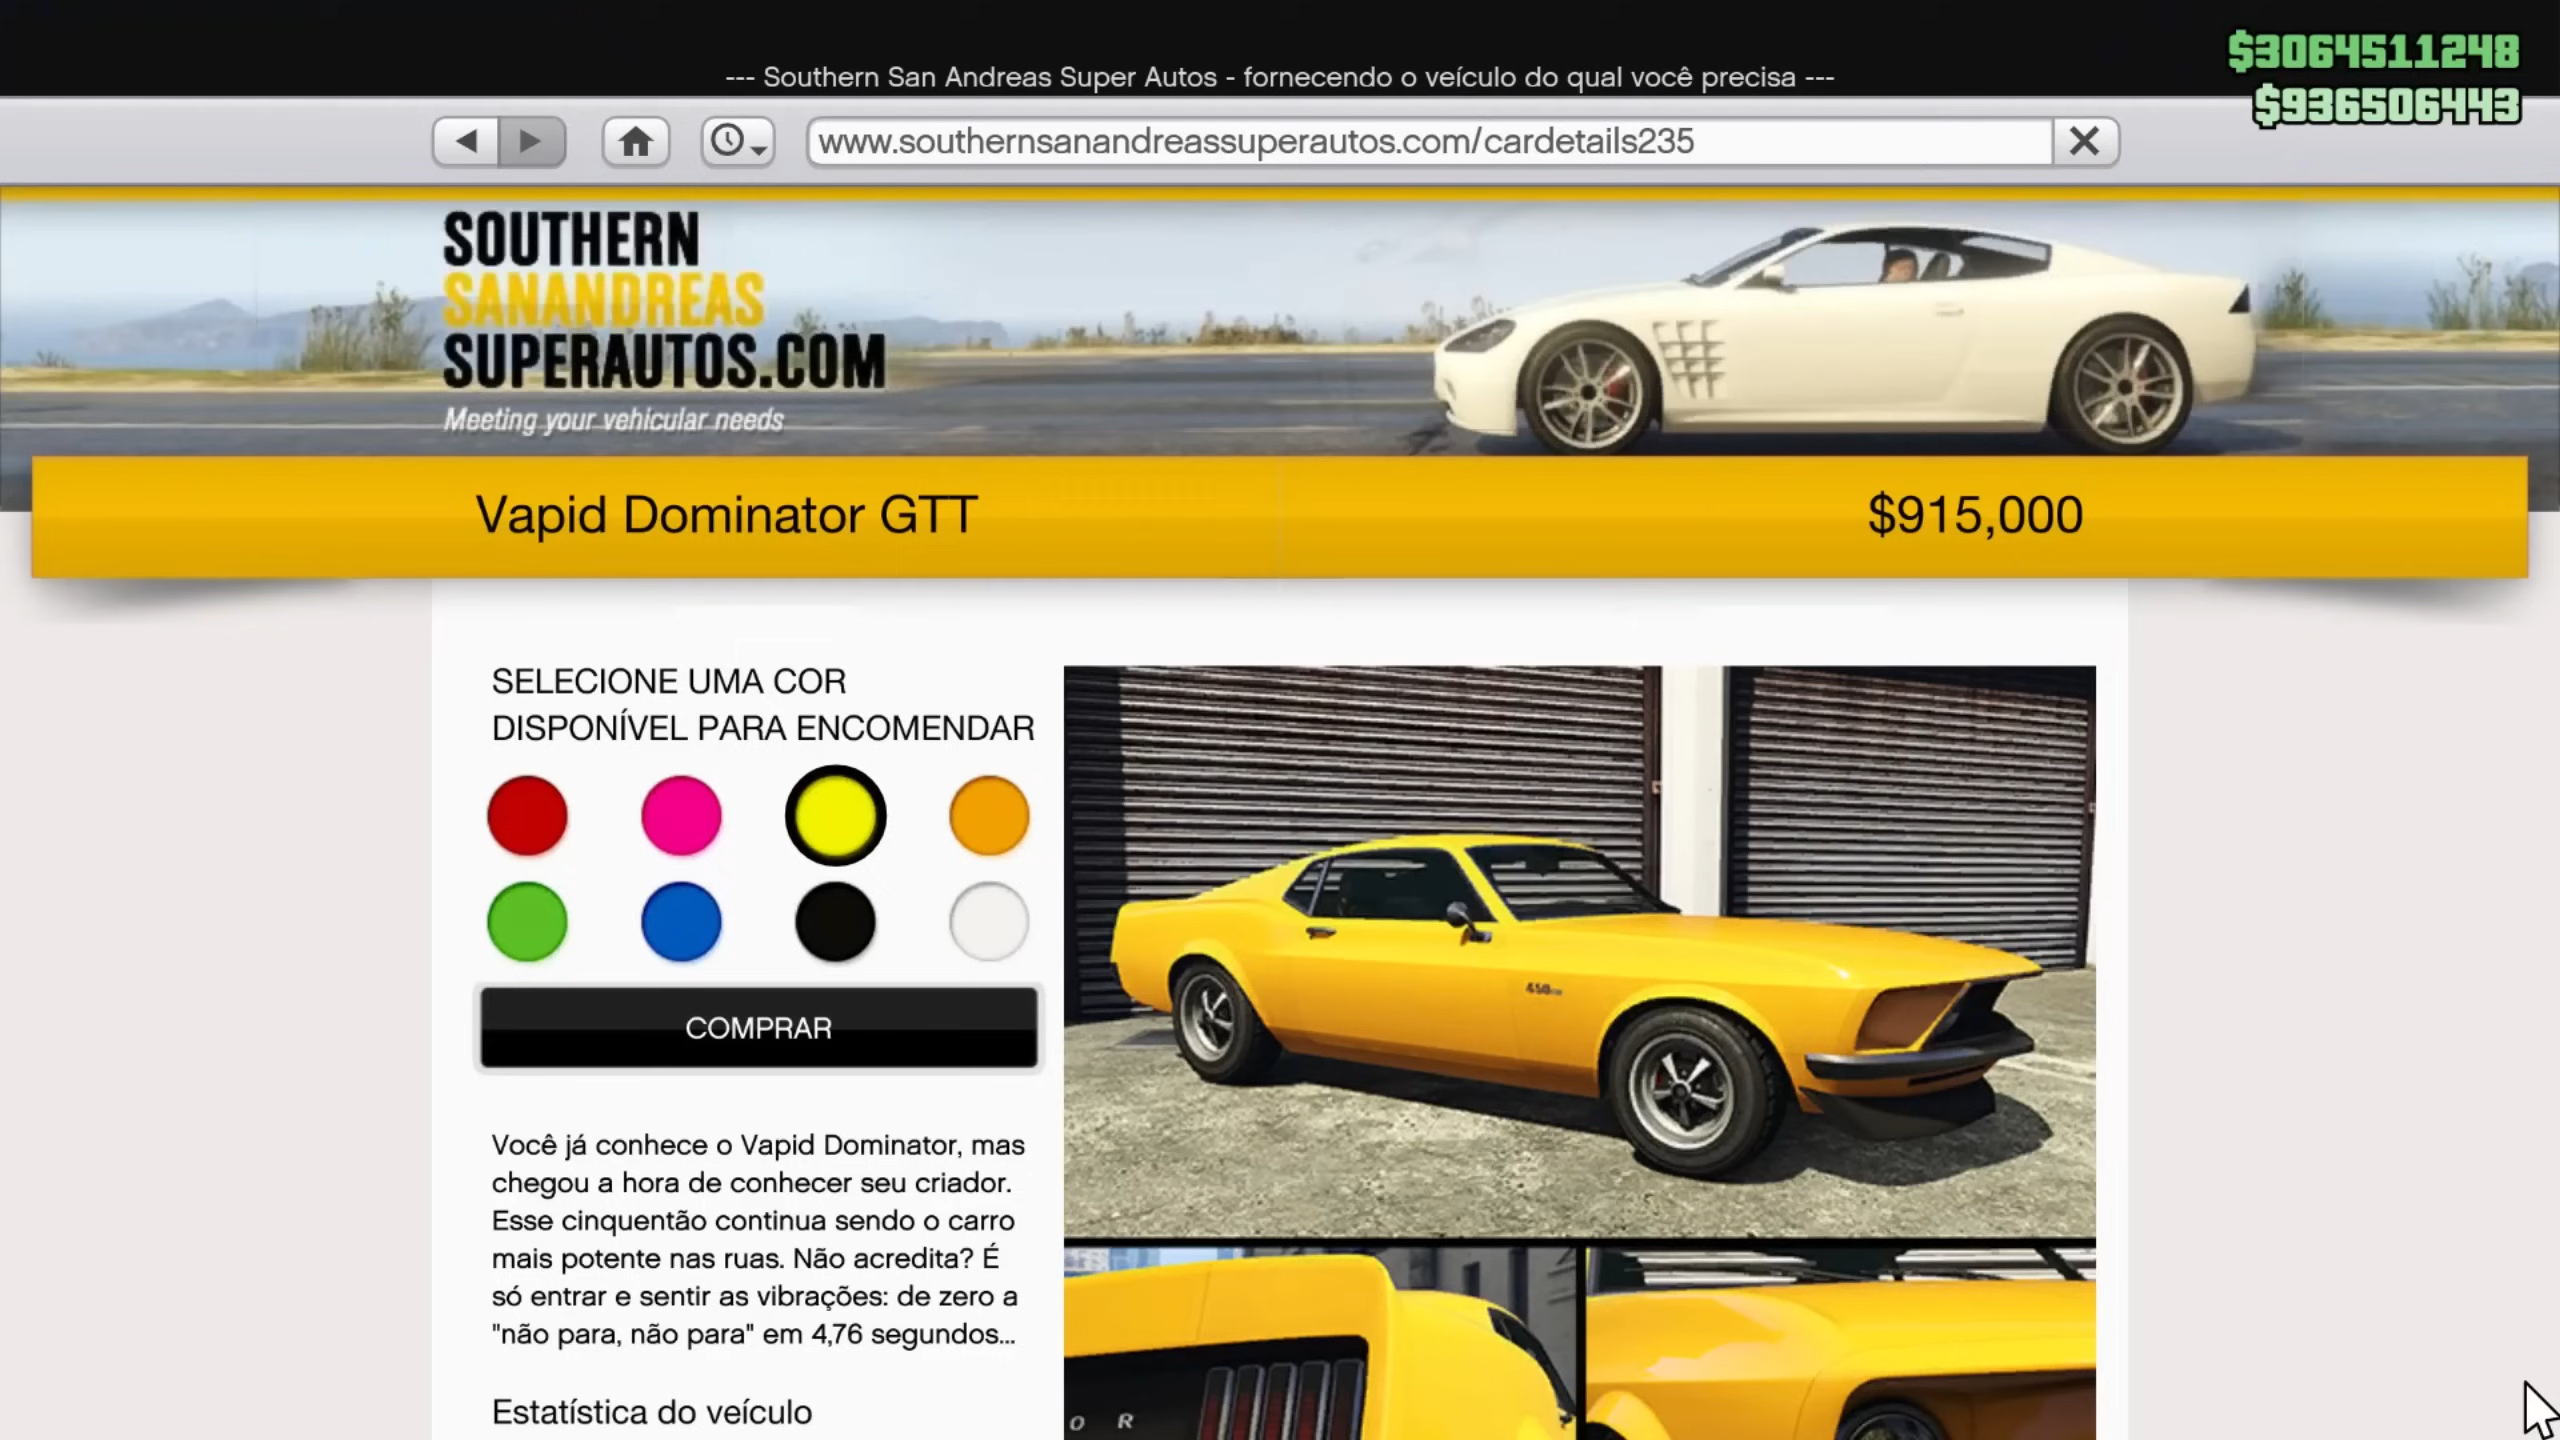 --- Southern San Andreas Super Autos - fornecendo o veículo do qual você precisa ---
$3064511248
$936506443
www.southernsanandreassuperautos.com/cardetails235
SOUTHERN
SANANDREAS
SUPERAUTOS.COM
Meeting your vehicular needs
Vapid Dominator GTT
$915,000
SELECIONE UMA COR
DISPONÍVEL PARA ENCOMENDAR
COMPRAR
Você já conhece o Vapid Dominator, mas
chegou a hora de conhecer seu criador.
Esse cinquentão continua sendo o carro
mais potente nas ruas. Não acredita? É
só entrar e sentir as vibrações: de zero a
"não para, não para" em 4,76 segundos...
Estatística do veículo
450
O R